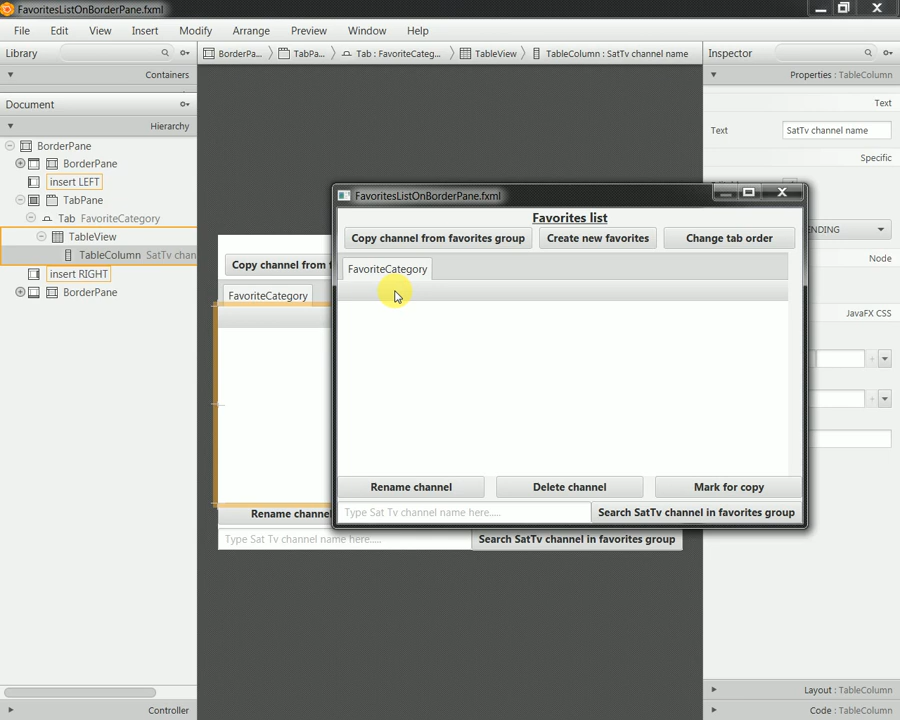 FavoritesListOnBorderPane.fxml
File Edit View Insert Modify Arrange Preview Window Help
Library
BorderPa... TabPa... Tab : FavoriteCateg... TableView TableColumn : SatTv channel name
Inspector
Containers
Properties : TableColumn
Document
Text
Hierarchy
Text SatTv channel name
BorderPane
Specific
BorderPane
insert LEFT
TabPane
Tab FavoriteCategory
TableView
TableColumn SatTv chan
insert RIGHT
BorderPane
FavoritesListOnBorderPane.fxml
Favorites list
Copy channel from favorites group Create new favorites Change tab order
FavoriteCategory
Rename channel Delete channel Mark for copy
Type Sat Tv channel name here..... Search SatTv channel in favorites group
Copy channel from f
FavoriteCategory
Rename channel
Type Sat Tv channel name here..... Search SatTv channel in favorites group
NDING
Node
JavaFX CSS
Layout : TableColumn
Controller
Code : TableColumn